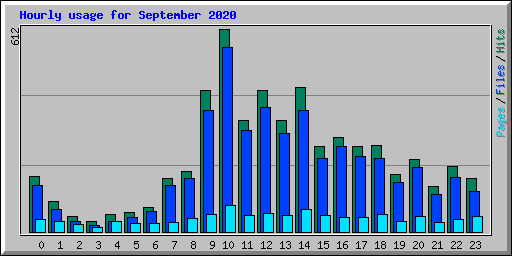 Hourly usage for September 2020
612
Pages/Files/Hits
0 1 2 3 4 5 6 7 8 9 10 11 12 13 14 15 16 17 18 19 20 21 22 23